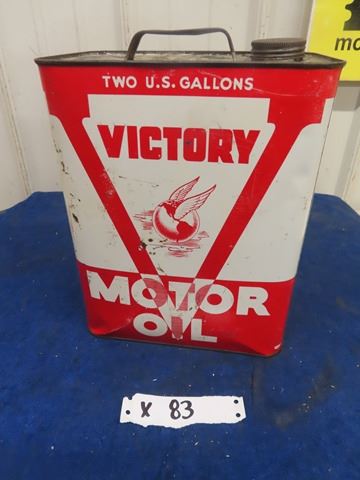 TWO U.S. GALLONS
VICTORY
MOTOR
OIL
X 83